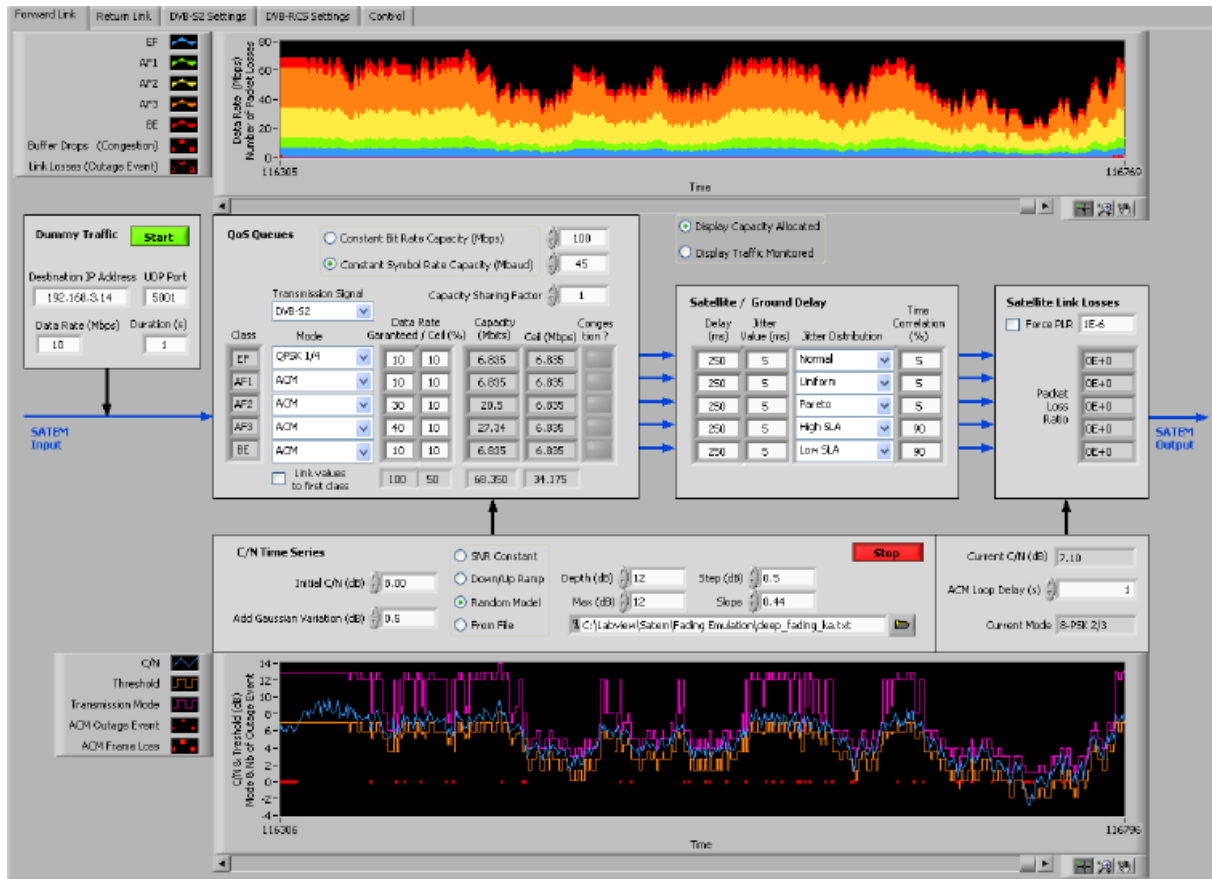 Forward Link Return Link DVB-S2 Settings DVB-RCS Settings Control
EF
AF1
AF2
AF3
BE
Buffer Drops (Congestion)
Link Losses (Outage Event)
Data Rate (Mbps)
Number of Packet Losses
80-
60-
40-
20-
0-
116305 116769
Time
Dummy Traffic Start
Destination IP Address UDP Port
192.168.3.14 5001
Data Rate (Mbps) Duration (s)
10 1
SATEM
Input
QoS Queues
Constant Bit Rate Capacity (Mbps) 100
Constant Symbol Rate Capacity (Mbaud) 45
Transmission Signal Capacity Sharing Factor 1
DVB-S2
Class Mode Data Rate Garanteed / Ceil (%) Capacity (Mbits) Ceil (Mbps) Conges tion ?
EF QPSK 1/4 10 10 6.835 6.835
AF1 ACM 10 10 6.835 6.835
AF2 ACM 30 10 20.5 6.835
AF3 ACM 40 10 27.34 6.835
BE ACM 10 10 6.835 6.835
Link values
to first class 100 50 68.350 34.175
Display Capacity Allocated
Display Traffic Monitored
Satellite / Ground Delay
Delay (ms) Jitter Value (ms) Jitter Distribution Time Correlation (%)
250 5 Normal 5
250 5 Uniform 5
250 5 Pareto 5
250 5 High SLA 90
250 5 Low SLA 90
Satellite Link Losses
Force PLR 1E-6
Packet
Loss
Ratio
0E+0
0E+0
0E+0
0E+0
0E+0
SATEM
Output
C/N Time Series
Initial C/N (dB)
Add Gaussian Variation (dB) 0.5
SNR Constant
Down/Up Ramp
Random Model
From File
Stop
Depth (dB) 12 Step (dB) 0.5
Max (dB) 12 Slope 0.44
C:\Labview\Satem\Fading Emulation\deep_fading_ka.txt
Current C/N (dB) 7.10
ACM Loop Delay (s) 1
Current Mode 8-PSK 2/3
C/N
Threshold
Transmission Mode
ACM Outage Event
ACM Frame Loss
C/N & Treshold (dB)
Mode & Nb of Outage Event
14-
12-
10-
8-
6-
4-
2-
0-
-2-
-4-
116306 116796
Time